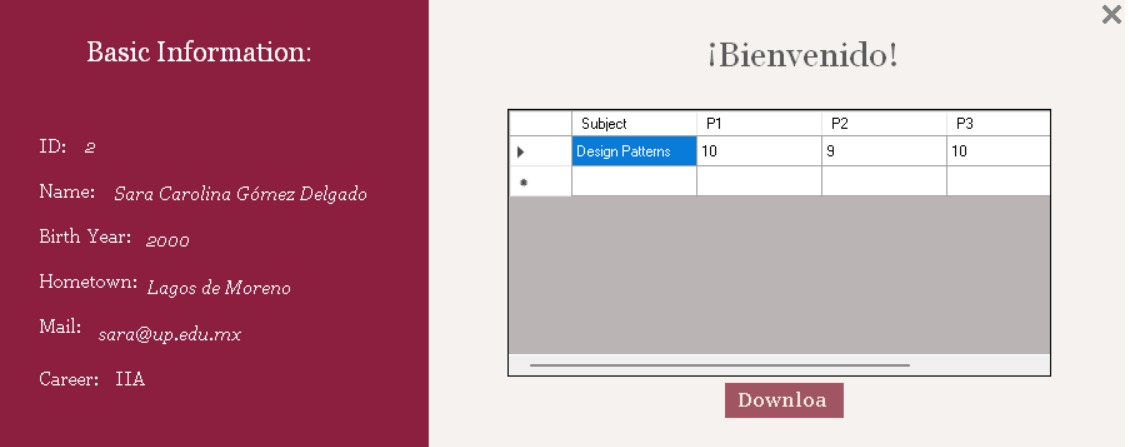 Basic Information:
ID: 2
Name: Sara Carolina Gómez Delgado
Birth Year: 2000
Hometown: Lagos de Moreno
Mail: sara@up.edu.mx
Career: IIA
¡Bienvenido!
Subject P1 P2 P3
Design Patterns 10 9 10
Downloa